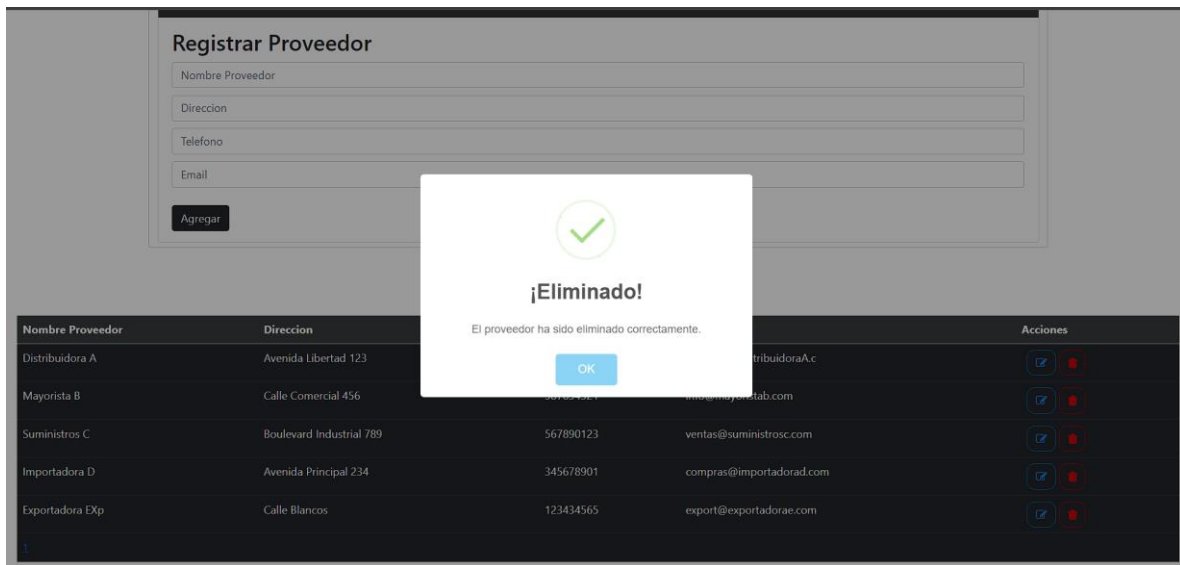 Registrar Proveedor
Nombre Proveedor
Direccion
Telefono
Email
Agregar
¡Eliminado!
El proveedor ha sido eliminado correctamente.
OK
Nombre Proveedor Direccion Acciones
Distribuidora A Avenida Libertad 123 tribuidoraA.c
Mayorista B Calle Comercial 456
Suministros C Boulevard Industrial 789 567890123 ventas@suministrosc.com
Importadora D Avenida Principal 234 345678901 compras@importadorad.com
Exportadora EXp Calle Blancos 123434565 export@exportadorae.com
1